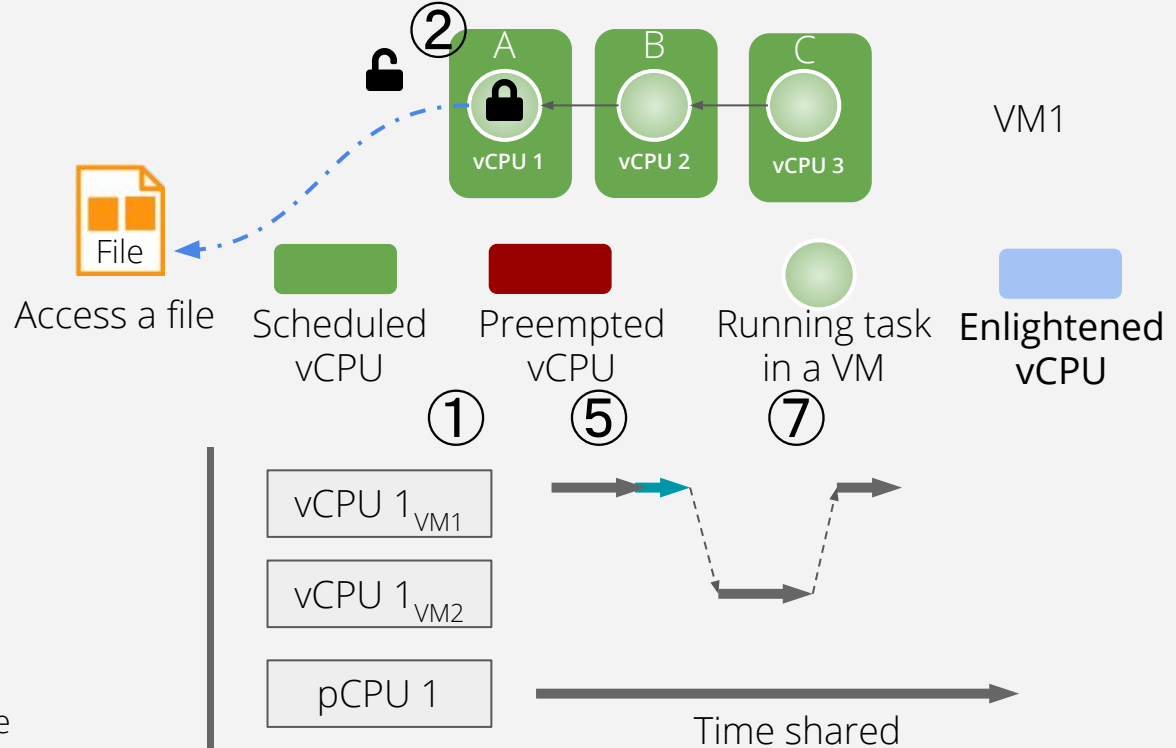 ② A B C
vCPU 1 vCPU 2 vCPU 3
VM1
File
Access a file
Scheduled
vCPU
Preempted
vCPU
Running task
in a VM
Enlightened
vCPU
① ⑤ ⑦
vCPU 1VM1
vCPU 1VM2
pCPU 1
Time shared
e